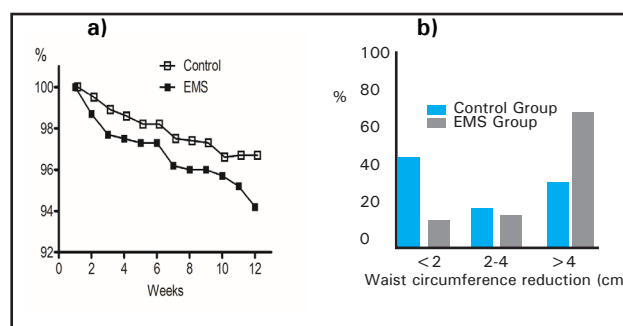 a)
%
Control
EMS
100
98
96
94
92
0 2 4 6 8 10 12
Weeks
b)
100
%
80
Control Group
60
EMS Group
40
20
0
<2 2-4 >4
Waist circumference reduction (cm